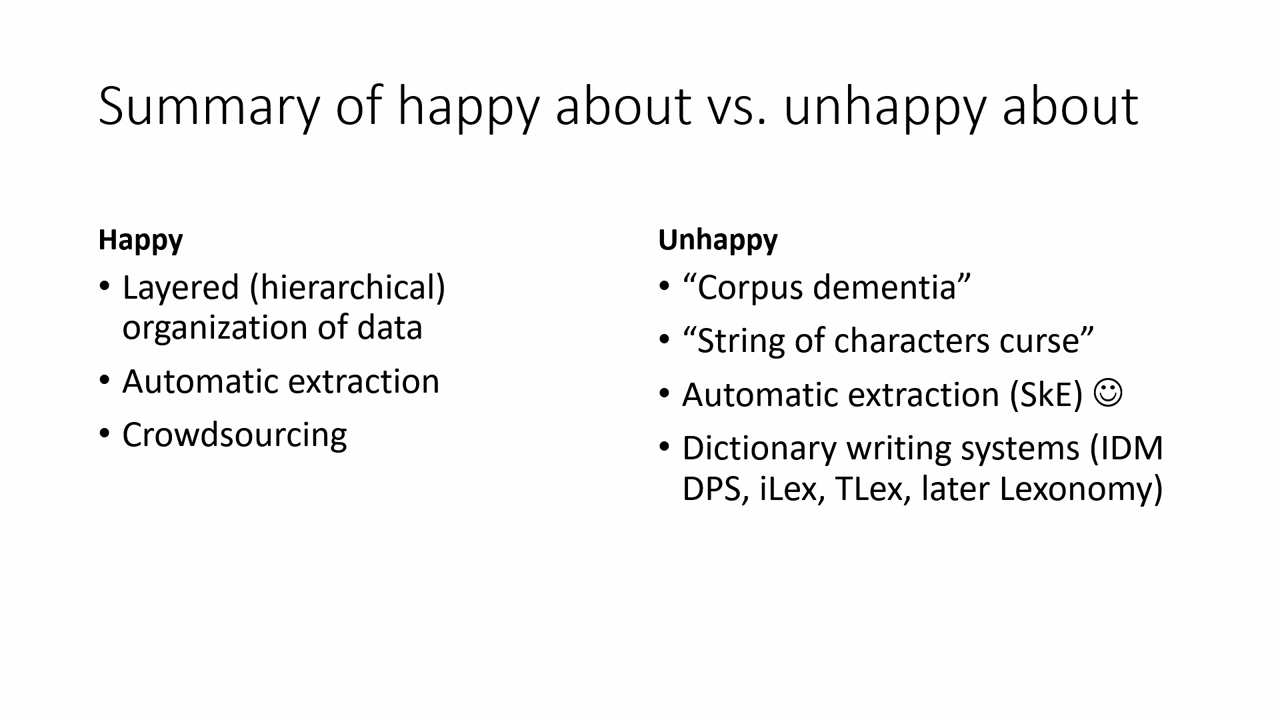 Summary of happy about vs. unhappy about
Happy
• Layered (hierarchical)
organization of data
• Automatic extraction
• Crowdsourcing
Unhappy
• “Corpus dementia”
• “String of characters curse”
• Automatic extraction (SkE) ☺
• Dictionary writing systems (IDM
DPS, iLex, TLex, later Lexonomy)